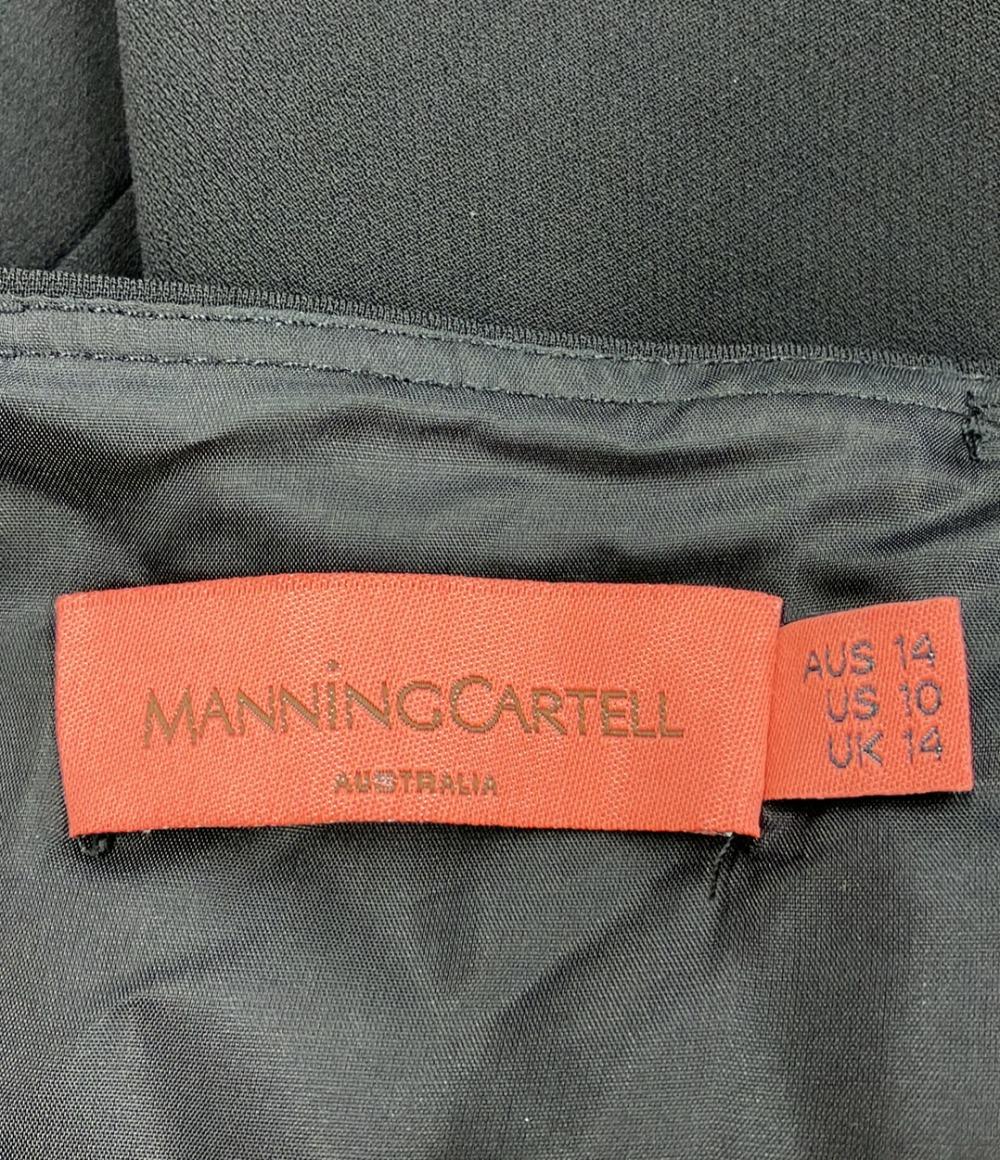 MANNiNGCARTELL
AUSTRALIA
AUS 14
US 10
UK 14